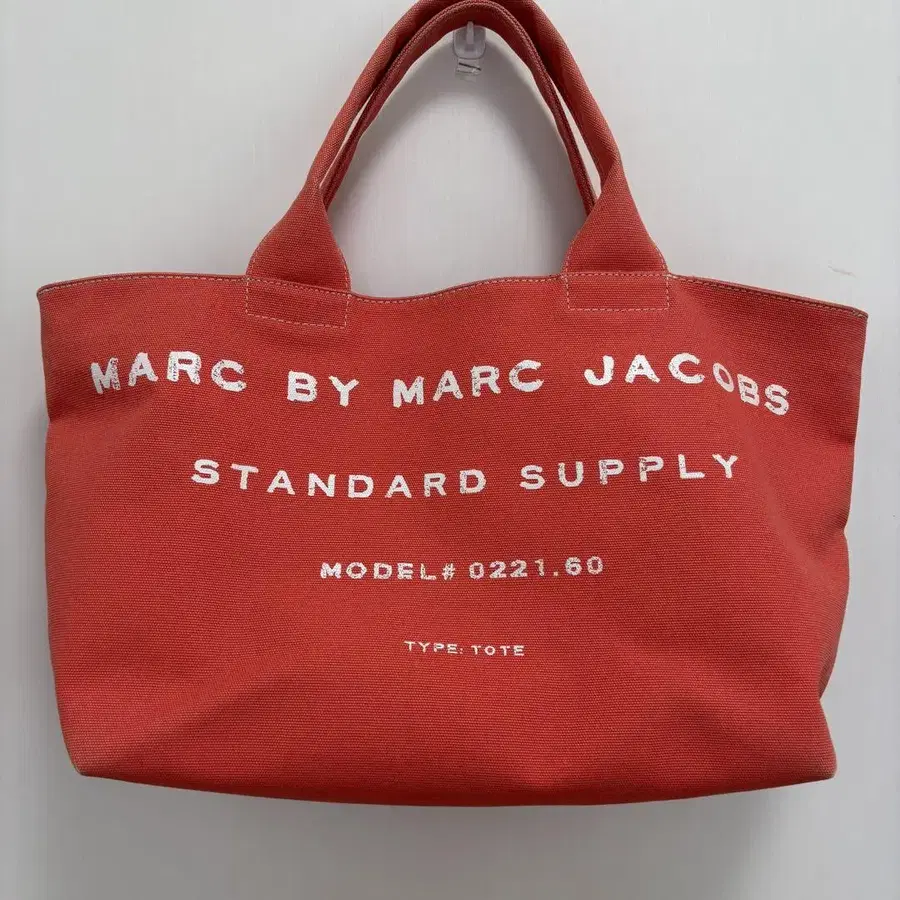 MARC BY MARC JACOBS
STANDARD SUPPLY
MODEL# 0221.60
TYPE: TOTE